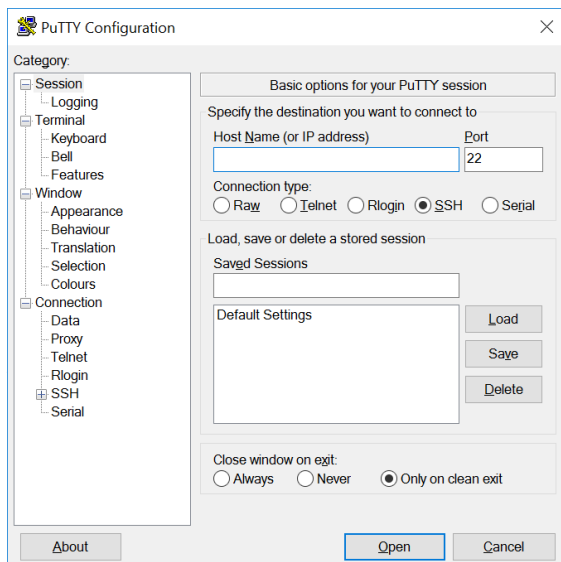 PuTTY Configuration
Category:
Session
Logging
Terminal
Keyboard
Bell
Features
Window
Appearance
Behaviour
Translation
Selection
Colours
Connection
Data
Proxy
Telnet
Rlogin
SSH
Serial
Basic options for your PuTTY session
Specify the destination you want to connect to
Host Name (or IP address) Port
22
Connection type:
Raw Telnet Rlogin SSH Serial
Load, save or delete a stored session
Saved Sessions
Default Settings
Load
Save
Delete
Close window on exit:
Always Never Only on clean exit
About Open Cancel